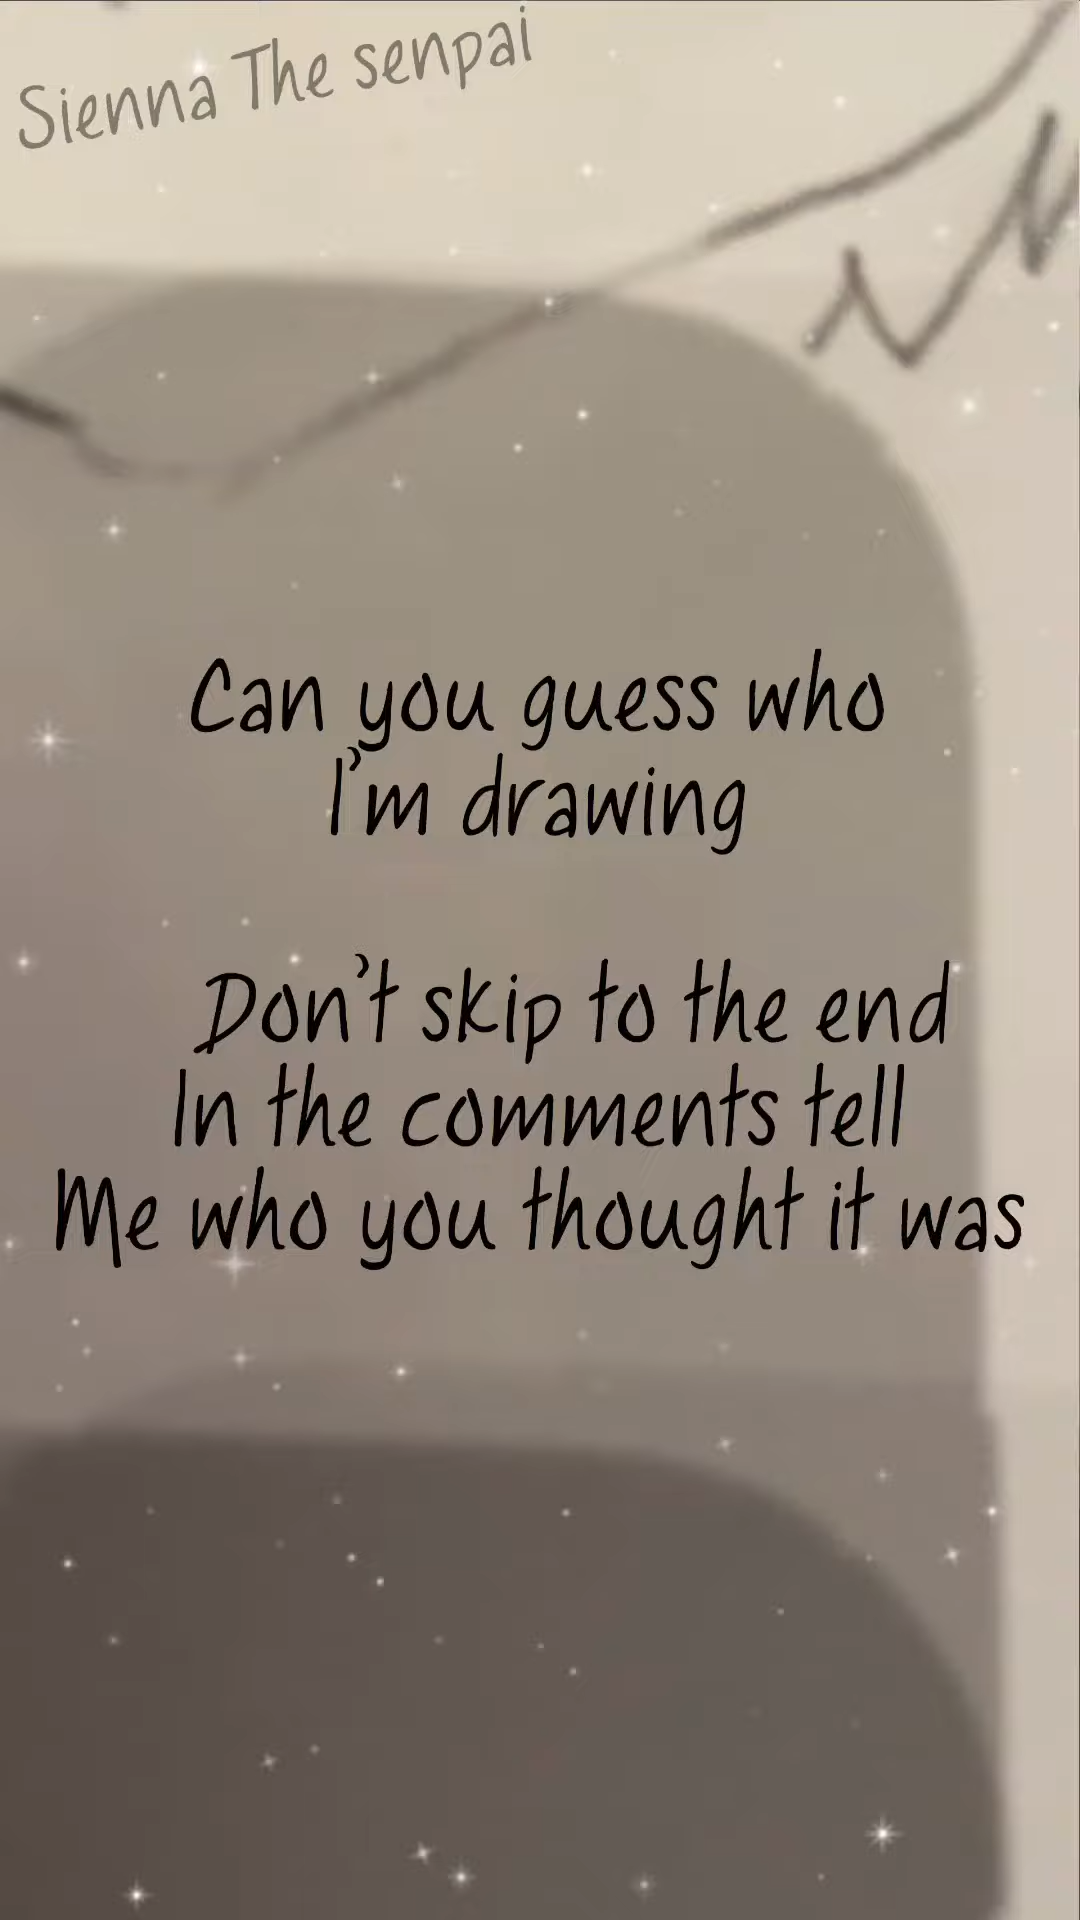 Sienna The senpai
Can you guess who
I'm drawing
Don't skip to the end
In the comments tell
Me who you thought it was